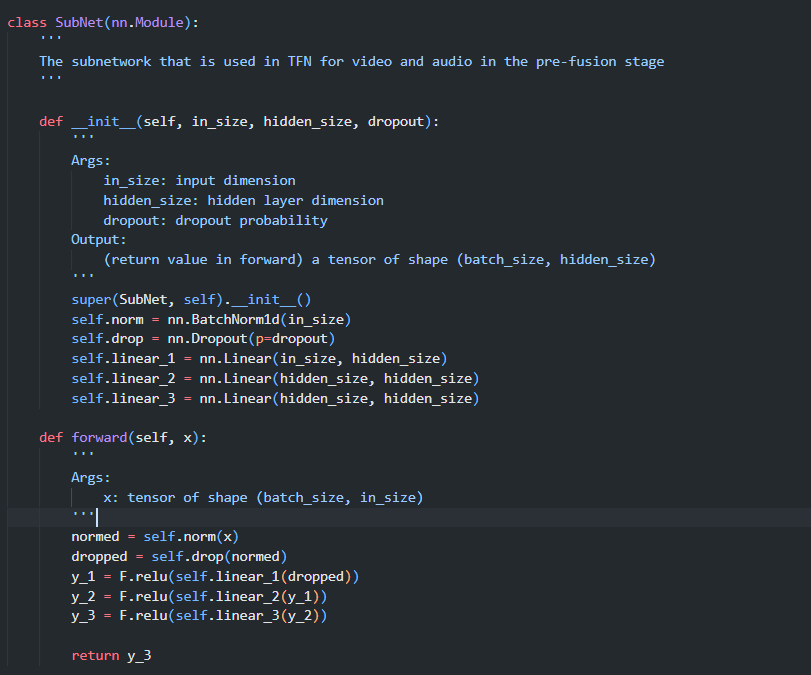 class SubNet(nn.Module):
    '''
    The subnetwork that is used in TFN for video and audio in the pre-fusion stage
    '''
    def __init__(self, in_size, hidden_size, dropout):
        '''
        Args:
            in_size: input dimension
            hidden_size: hidden layer dimension
            dropout: dropout probability
        Output:
            (return value in forward) a tensor of shape (batch_size, hidden_size)
        '''
        super(SubNet, self).__init__()
        self.norm = nn.BatchNorm1d(in_size)
        self.drop = nn.Dropout(p=dropout)
        self.linear_1 = nn.Linear(in_size, hidden_size)
        self.linear_2 = nn.Linear(hidden_size, hidden_size)
        self.linear_3 = nn.Linear(hidden_size, hidden_size)
    def forward(self, x):
        '''
        Args:
            x: tensor of shape (batch_size, in_size)
        '''
        normed = self.norm(x)
        dropped = self.drop(normed)
        y_1 = F.relu(self.linear_1(dropped))
        y_2 = F.relu(self.linear_2(y_1))
        y_3 = F.relu(self.linear_3(y_2))
        return y_3